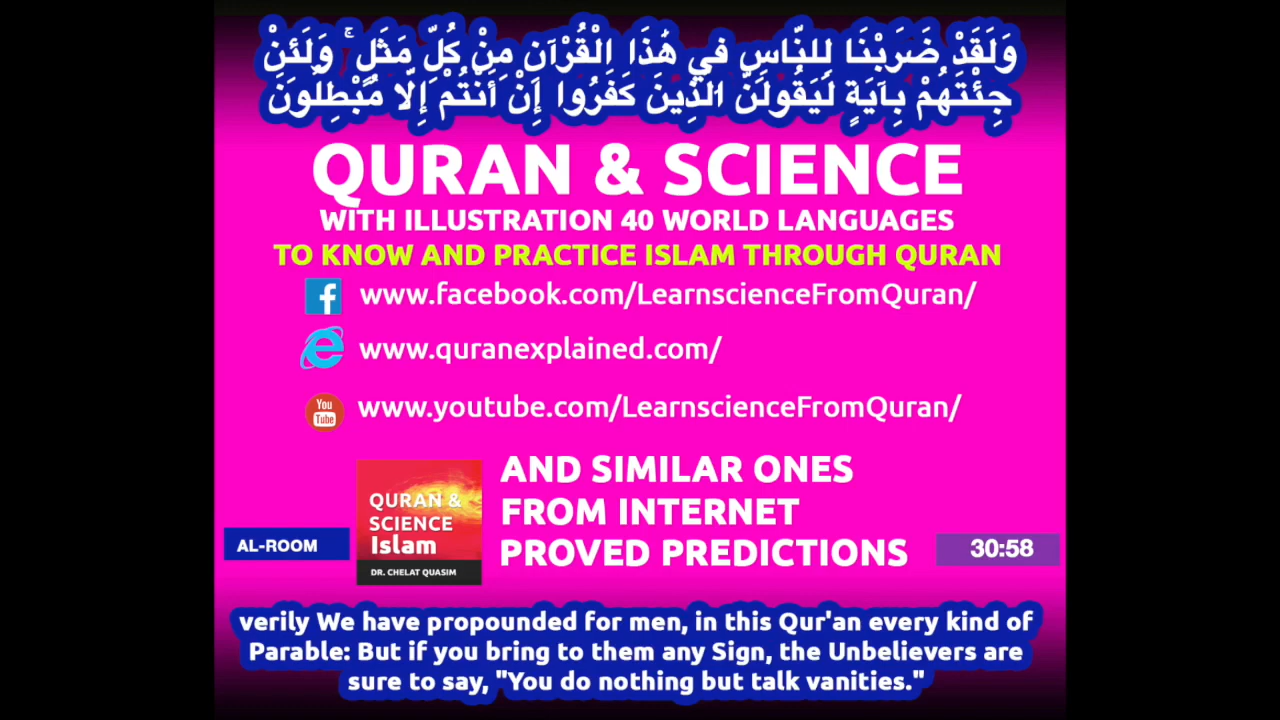 وَلَقَدْ ضَرَبْنَا لِلنَّاسِ فِي هَٰذَا الْقُرْآنِ مِنْ كُلِّ مَثَلٍ ۚ وَلَئِنْ
جِئْتَهُمْ بِآيَةٍ لَيَقُولَنَّ الَّذِينَ كَفَرُوا إِنْ أَنْتُمْ إِلَّا مُبْطِلُونَ
QURAN & SCIENCE
WITH ILLUSTRATION 40 WORLD LANGUAGES
TO KNOW AND PRACTICE ISLAM THROUGH QURAN
f www.facebook.com/LearnscienceFromQuran/
www.quranexplained.com/
You
Tube
www.youtube.com/LearnscienceFromQuran/
AND SIMILAR ONES
FROM INTERNET
PROVED PREDICTIONS
QURAN &
SCIENCE
Islam
DR. CHELAT QUASIM
AL-ROOM
30:58
verily We have propounded for men, in this Qur'an every kind of
Parable: But if you bring to them any Sign, the Unbelievers are
sure to say, "You do nothing but talk vanities."